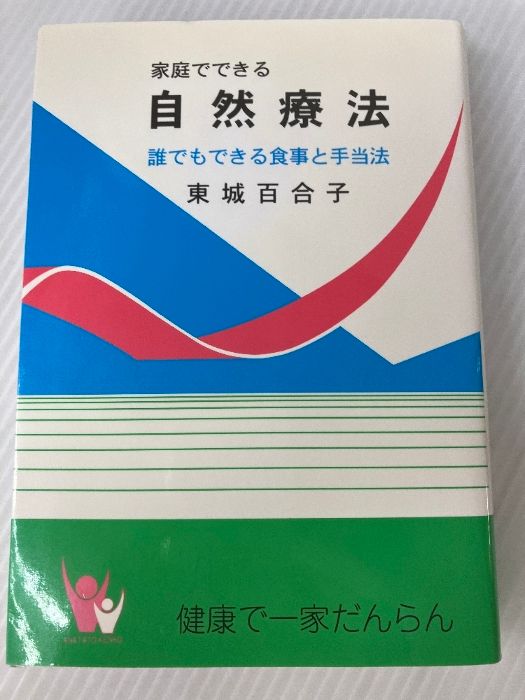 家庭でできる
自然療法
誰でもできる食事と手当法
東城百合子
健康で一家だんらん